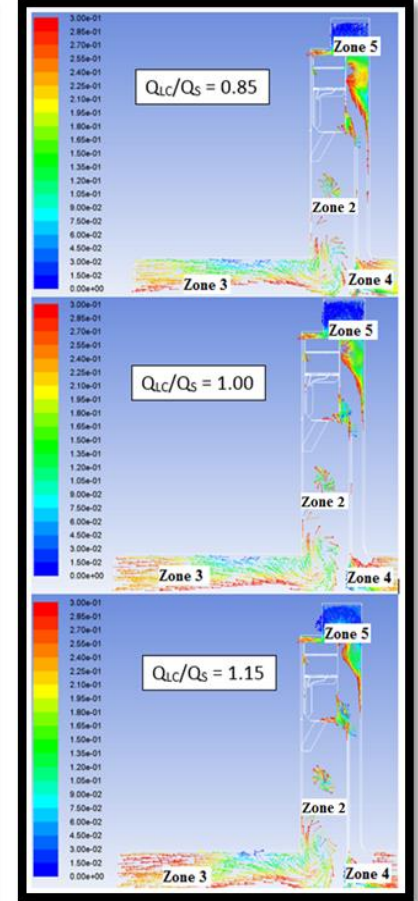 3.00e-01
2.85e-01
2.70e-01
2.55e-01
2.40e-01
2.25e-01
2.10e-01
1.95e-01
1.80e-01
1.65e-01
1.50e-01
1.35e-01
1.20e-01
1.05e-01
9.00e-02
7.50e-02
6.00e-02
4.50e-02
3.00e-02
1.50e-02
0.00e+00
Zone 5
QLC/QS = 0.85
Zone 2
Zone 3
Zone 4
3.00e-01
2.85e-01
2.70e-01
2.55e-01
2.40e-01
2.25e-01
2.10e-01
1.95e-01
1.80e-01
1.65e-01
1.50e-01
1.35e-01
1.20e-01
1.05e-01
9.00e-02
7.50e-02
6.00e-02
4.50e-02
3.00e-02
1.50e-02
0.00e+00
Zone 5
QLC/QS = 1.00
Zone 2
Zone 3
Zone 4
3.00e-01
2.85e-01
2.70e-01
2.55e-01
2.40e-01
2.25e-01
2.10e-01
1.95e-01
1.80e-01
1.65e-01
1.50e-01
1.35e-01
1.20e-01
1.05e-01
9.00e-02
7.50e-02
6.00e-02
4.50e-02
3.00e-02
1.50e-02
0.00e+00
Zone 5
QLC/QS = 1.15
Zone 2
Zone 3
Zone 4